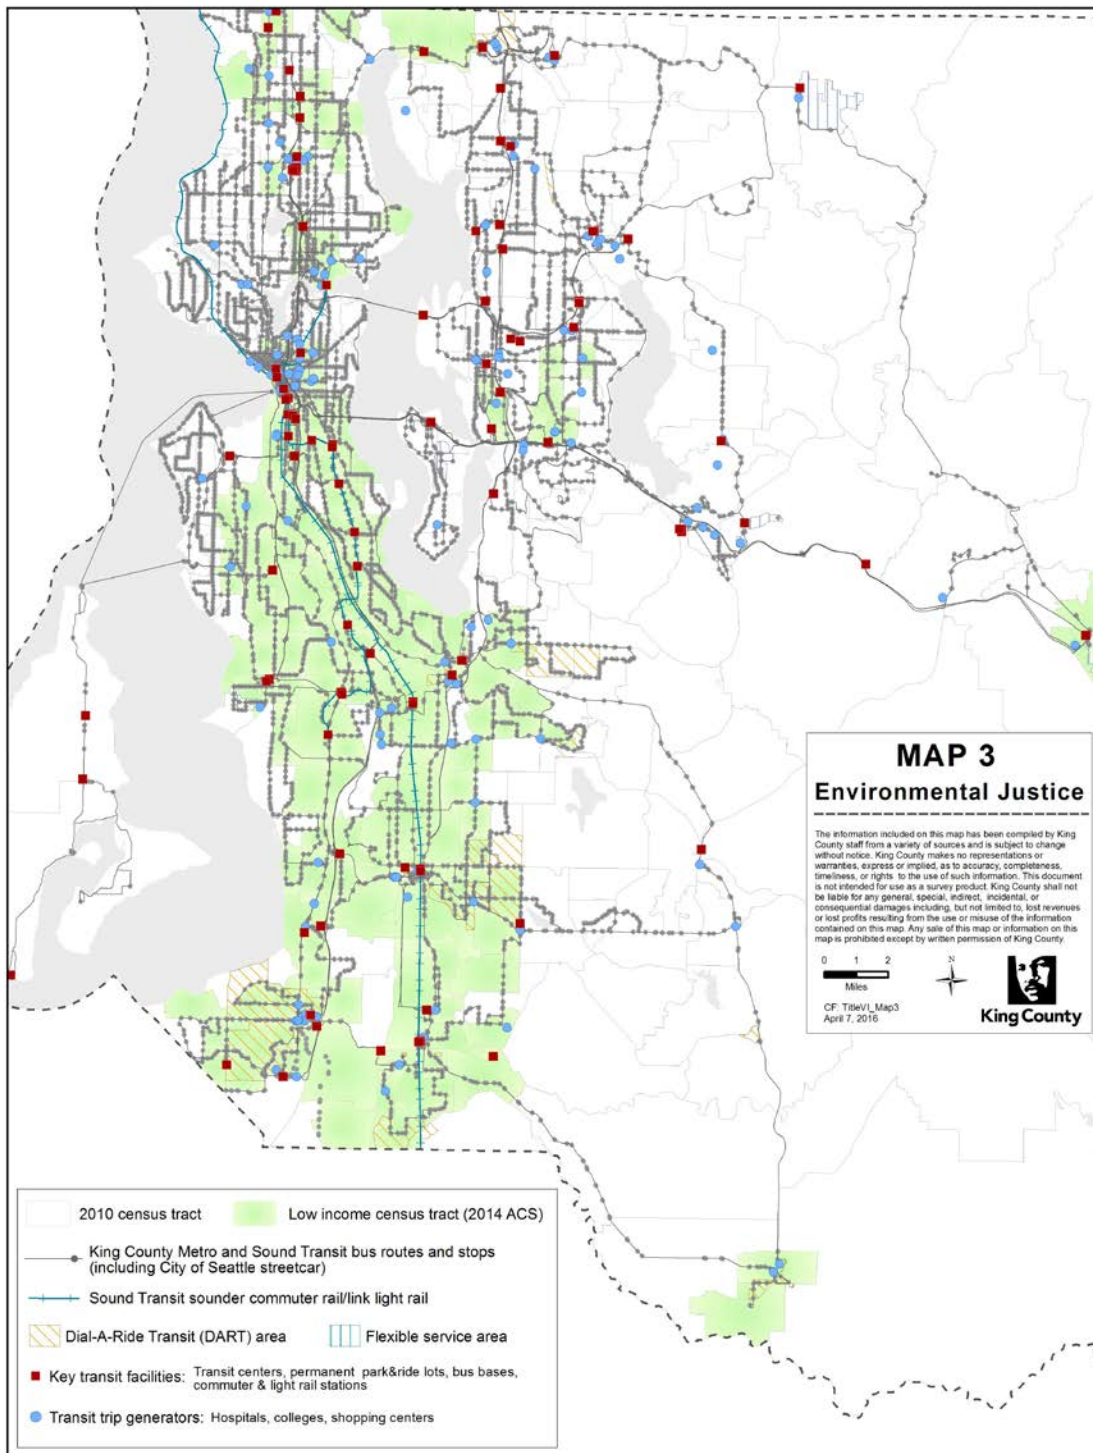 MAP 3
Environmental Justice
The information included on this map has been compiled by King
County staff from a variety of sources and is subject to change
without notice. King County makes no representations or
warranties, express or implied, as to accuracy, completeness,
timeliness, or rights to the use of such information. This document
is not intended for use as a survey product. King County shall not
be liable for any general, special, indirect, incidental, or
consequential damages including, but not limited to, lost revenues
or lost profits resulting from the use or misuse of the information
contained on this map. Any sale of this map or information on this
map is prohibited except by written permission of King County.
0 1 2
Miles
N
CF: TitleVI_Map3
April 7, 2016
King County
2010 census tract
Low income census tract (2014 ACS)
King County Metro and Sound Transit bus routes and stops
(including City of Seattle streetcar)
Sound Transit sounder commuter rail/link light rail
Dial-A-Ride Transit (DART) area
Flexible service area
Key transit facilities: Transit centers, permanent park&ride lots, bus bases,
commuter & light rail stations
Transit trip generators: Hospitals, colleges, shopping centers